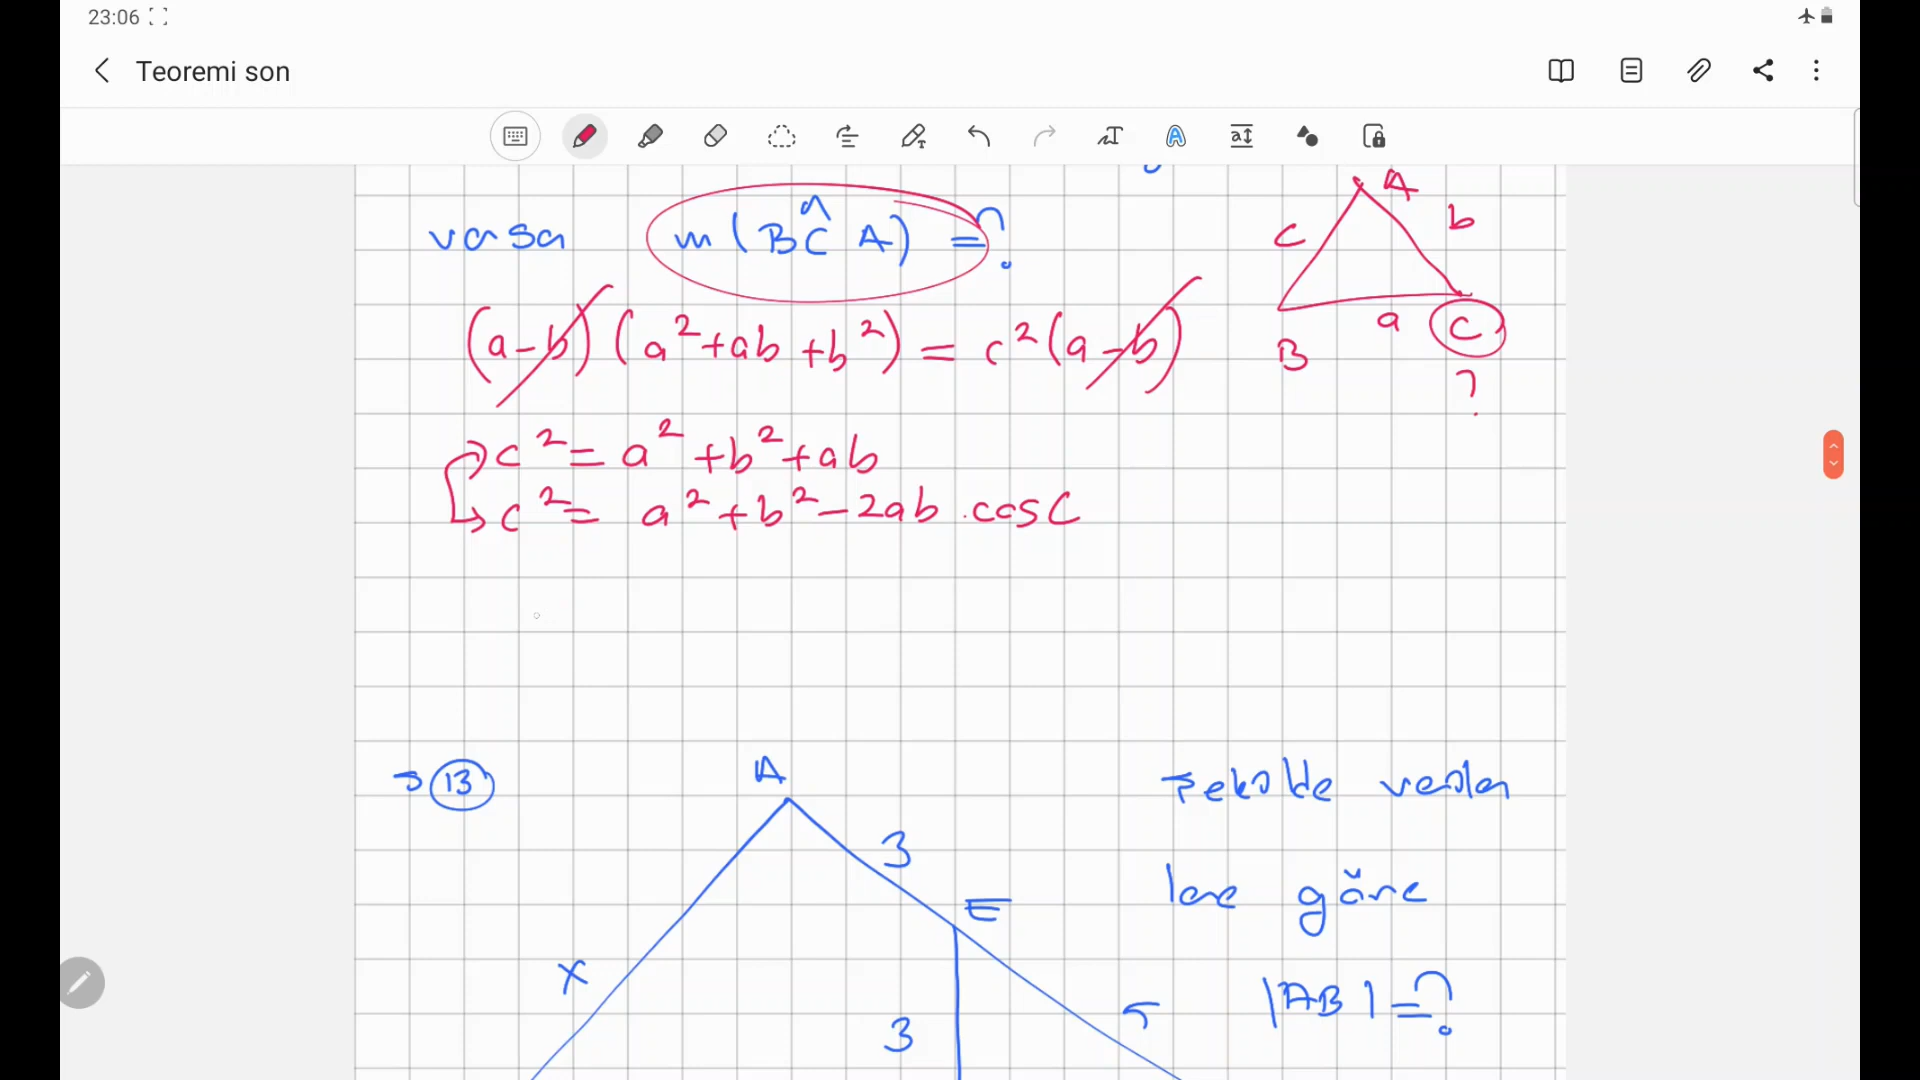 23:06
Teoremi son
varsa m(BĈA) = ?
A
c b
B a C
?
(a-b)(a²+ab+b²) = c²(a-b)
c² = a²+b²+ab
c² = a²+b²-2ab.cosC
13
A
3
E
x
3
5
Şekilde verilen
lere göre
|AB| = ?